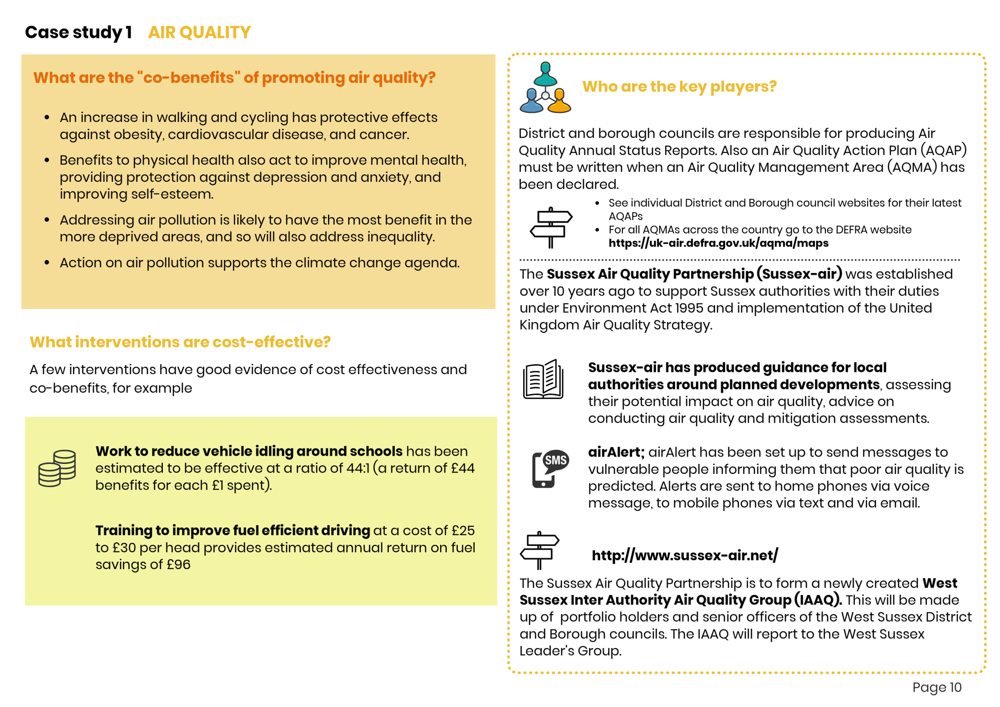 Case study 1 AIR QUALITY
What are the "co-benefits" of promoting air quality?
• An increase in walking and cycling has protective effects
against obesity, cardiovascular disease, and cancer.
• Benefits to physical health also act to improve mental health,
providing protection against depression and anxiety, and
improving self-esteem.
• Addressing air pollution is likely to have the most benefit in the
more deprived areas, and so will also address inequality.
• Action on air pollution supports the climate change agenda.
What interventions are cost-effective?
A few interventions have good evidence of cost effectiveness and
co-benefits, for example
Work to reduce vehicle idling around schools has been
estimated to be effective at a ratio of 44:1 (a return of £44
benefits for each £1 spent).
Training to improve fuel efficient driving at a cost of £25
to £30 per head provides estimated annual return on fuel
savings of £96
Who are the key players?
District and borough councils are responsible for producing Air
Quality Annual Status Reports. Also an Air Quality Action Plan (AQAP)
must be written when an Air Quality Management Area (AQMA) has
been declared.
• See individual District and Borough council websites for their latest
AQAPs
• For all AQMAs across the country go to the DEFRA website
https://uk-air.defra.gov.uk/aqma/maps
The Sussex Air Quality Partnership (Sussex-air) was established
over 10 years ago to support Sussex authorities with their duties
under Environment Act 1995 and implementation of the United
Kingdom Air Quality Strategy.
Sussex-air has produced guidance for local
authorities around planned developments, assessing
their potential impact on air quality, advice on
conducting air quality and mitigation assessments.
SMS
airAlert; airAlert has been set up to send messages to
vulnerable people informing them that poor air quality is
predicted. Alerts are sent to home phones via voice
message, to mobile phones via text and via email.
http://www.sussex-air.net/
The Sussex Air Quality Partnership is to form a newly created West
Sussex Inter Authority Air Quality Group (IAAQ). This will be made
up of  portfolio holders and senior officers of the West Sussex District
and Borough councils. The IAAQ will report to the West Sussex
Leader's Group.
Page 10